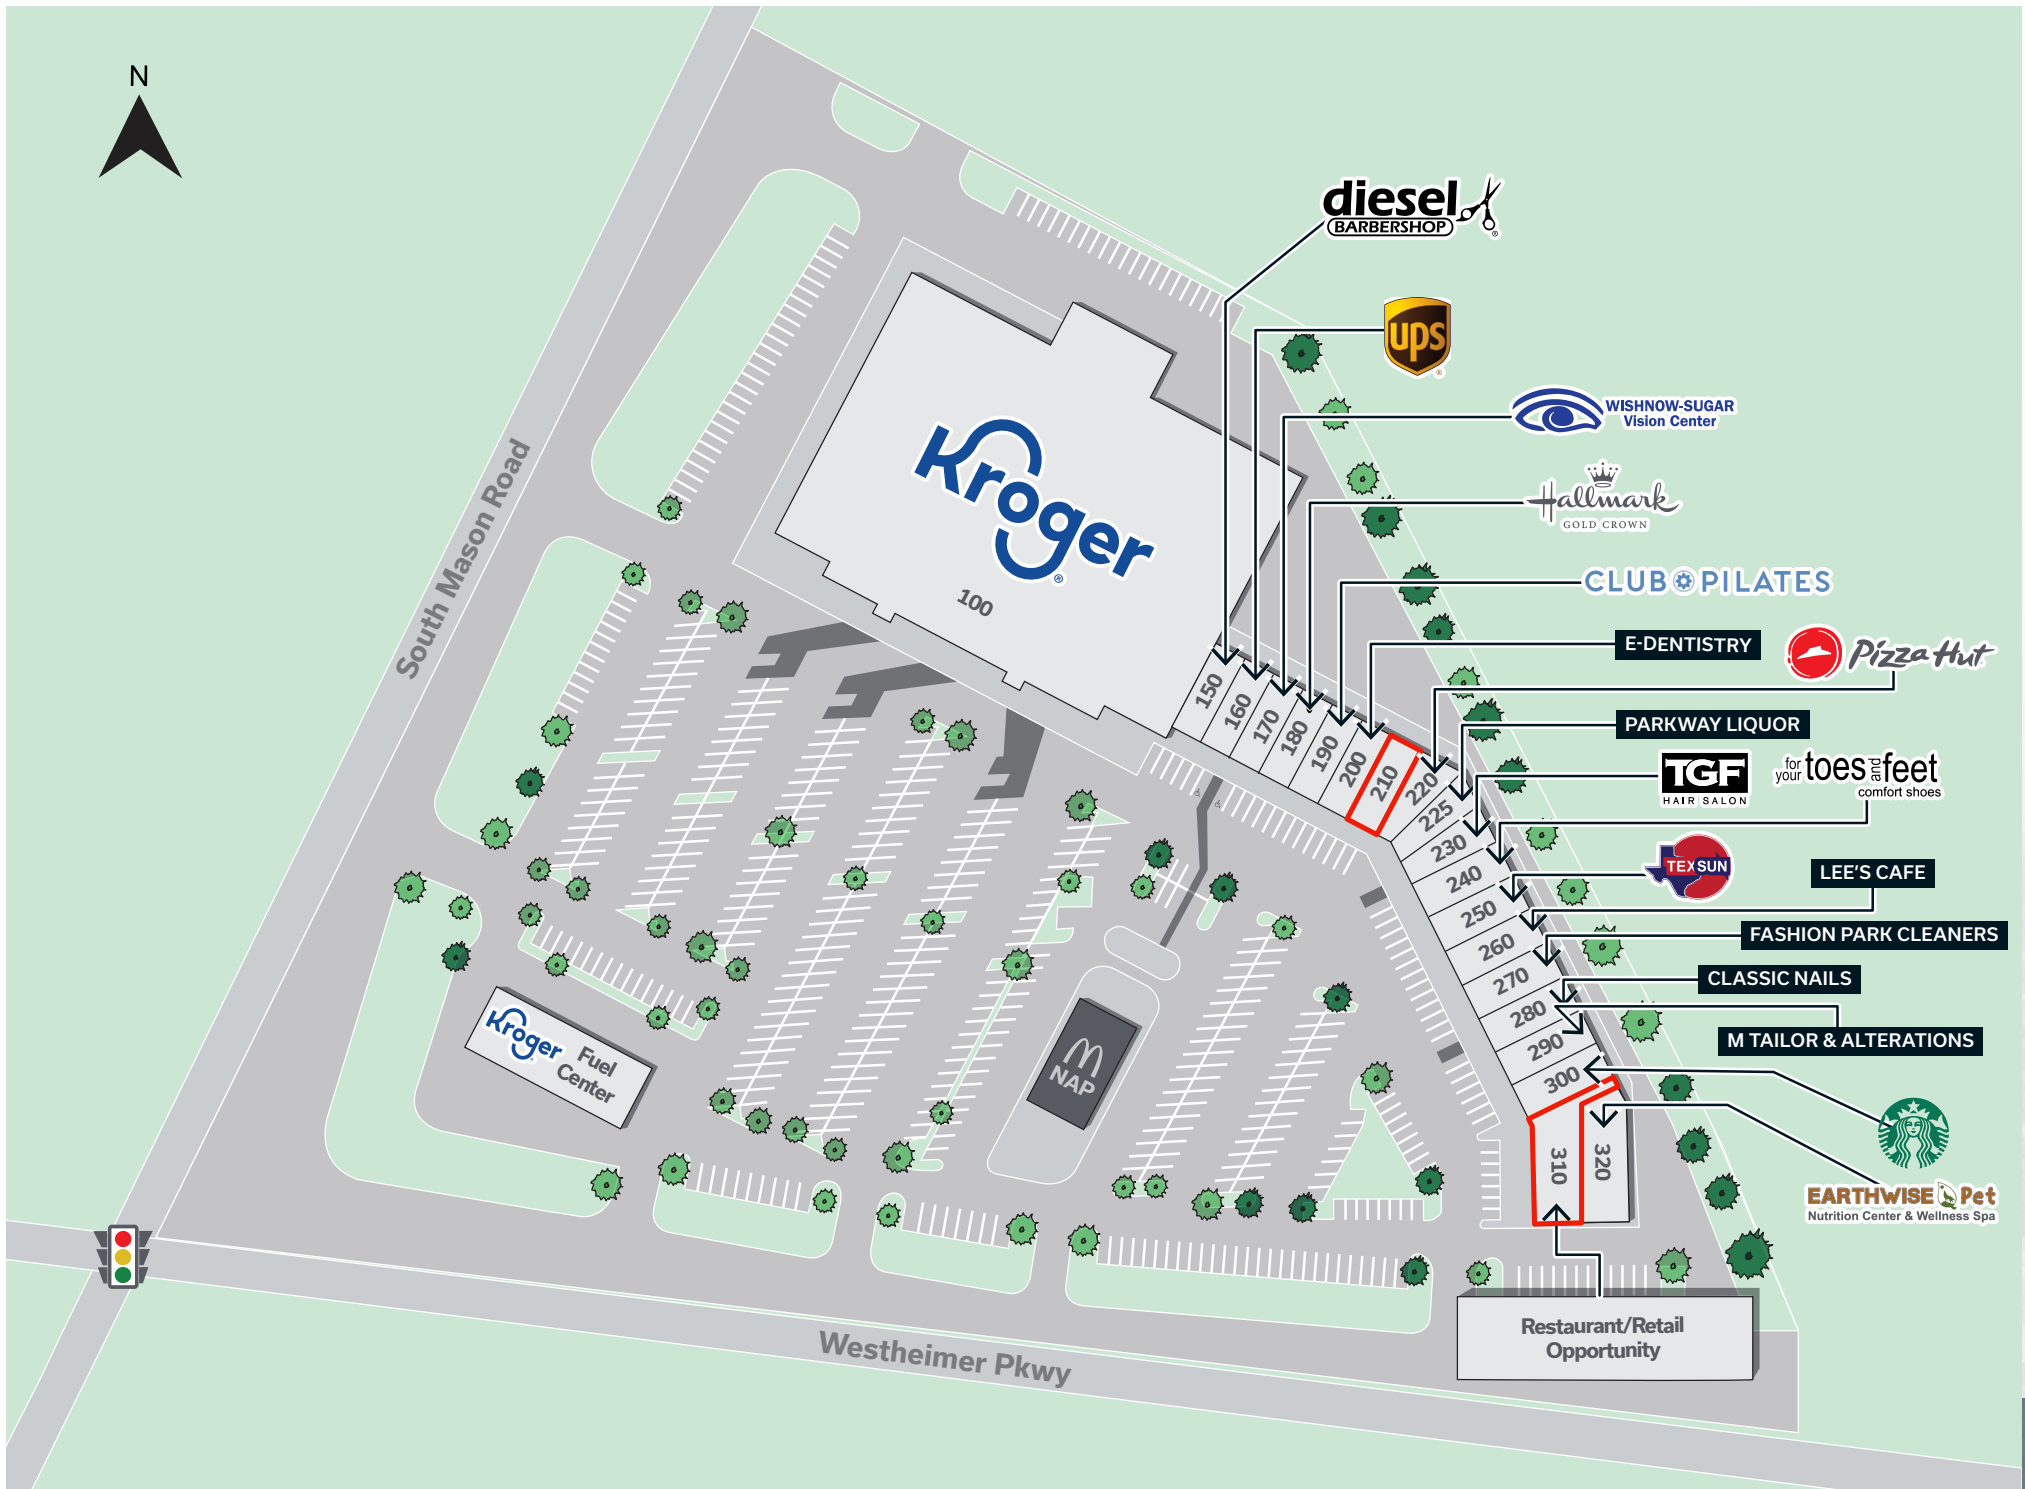 N
diesel
BARBERSHOP
®
ups
®
WISHNOW-SUGAR
Vision Center
Hallmark
GOLD CROWN
CLUB PILATES
E-DENTISTRY
Pizza Hut
PARKWAY LIQUOR
TGF
HAIR SALON
for your toes and feet
comfort shoes
TEXSUN
LEE'S CAFE
FASHION PARK CLEANERS
CLASSIC NAILS
M TAILOR & ALTERATIONS
EARTHWISE Pet
Nutrition Center & Wellness Spa
South Mason Road
Kroger
®
100
150
160
170
180
190
200
210
220
225
230
240
250
260
270
280
290
300
310
320
Kroger
Fuel
Center
NAP
Restaurant/Retail
Opportunity
Westheimer Pkwy